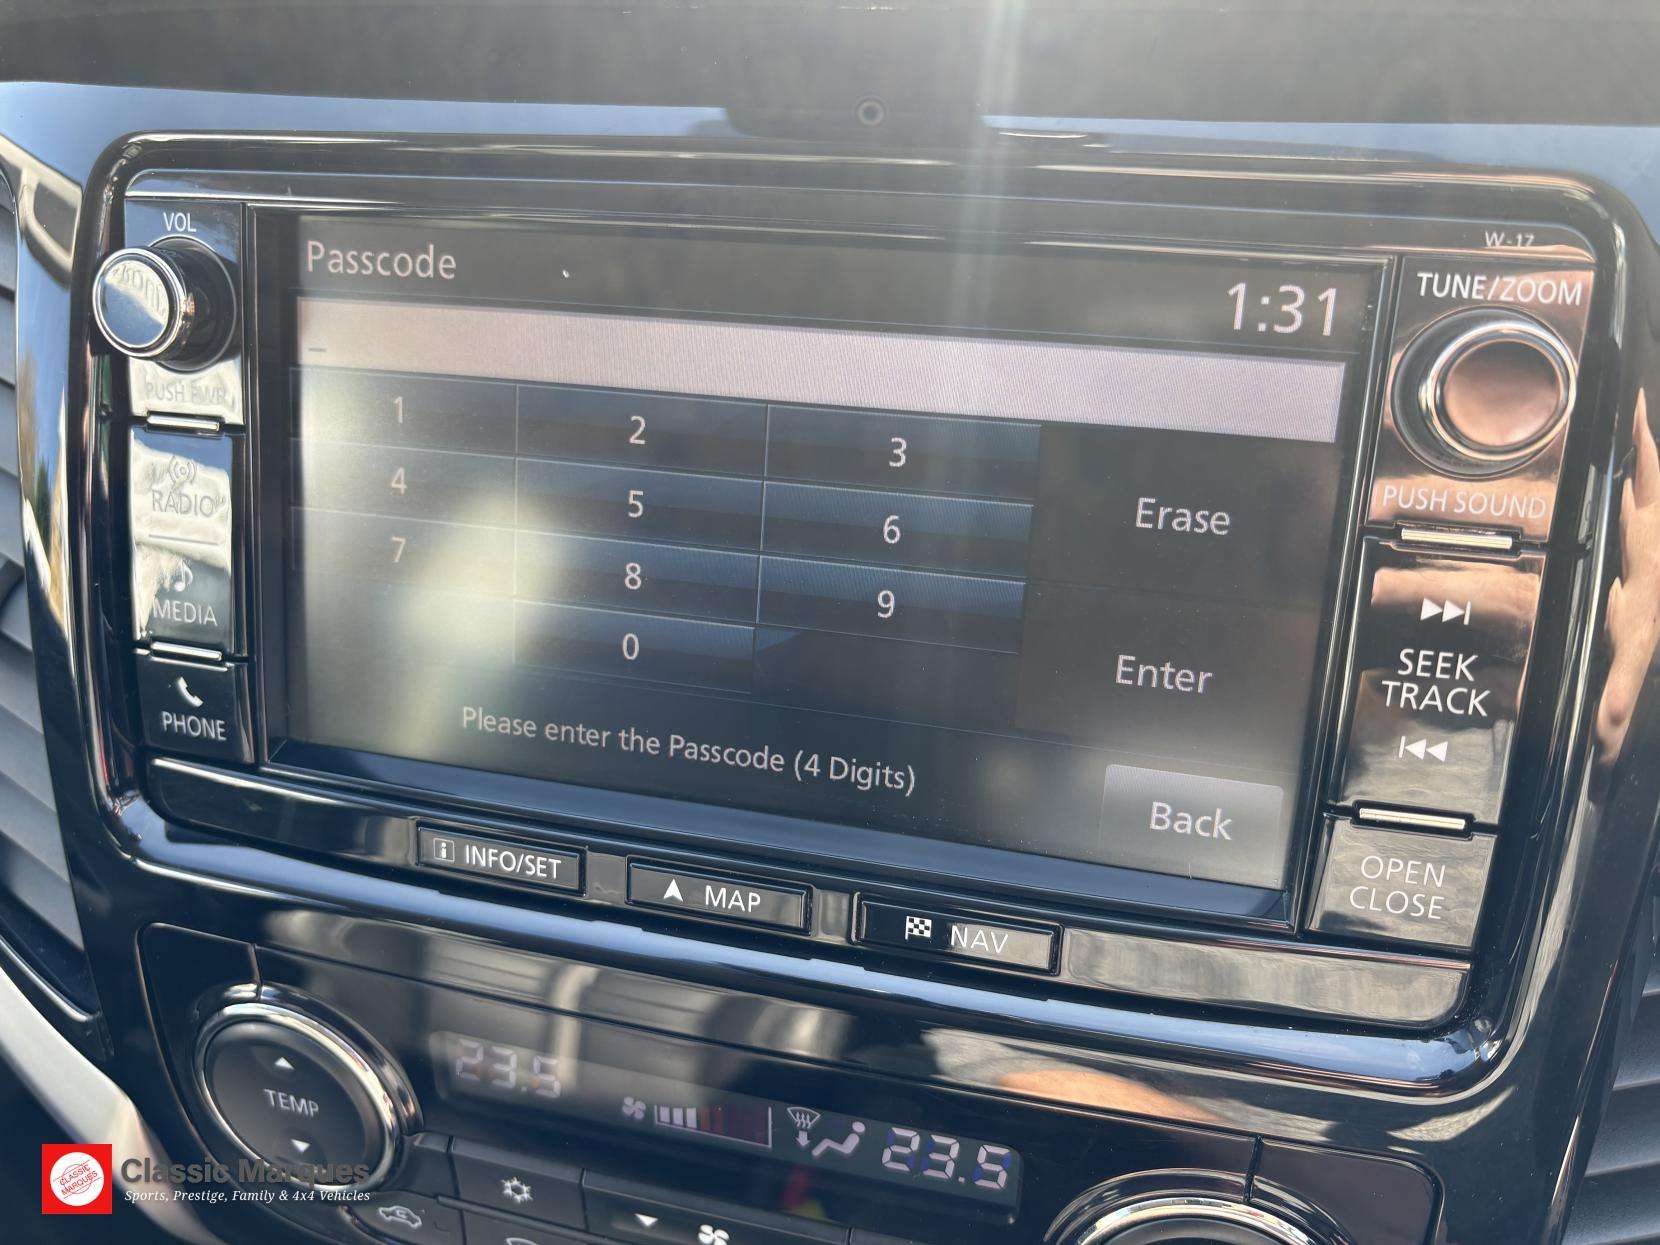 W-17
VOL
PUSH PWR
RADIO
MEDIA
PHONE
Passcode
1:31
_
1 2 3
4 5 6
7 8 9
0
Erase
Enter
Please enter the Passcode (4 Digits)
Back
TUNE/ZOOM
PUSH SOUND
SEEK
TRACK
OPEN
CLOSE
i INFO/SET
MAP
NAV
23.5
TEMP
23.5
CLASSIC
MARQUES
Classic Marques
Sports, Prestige, Family & 4x4 Vehicles